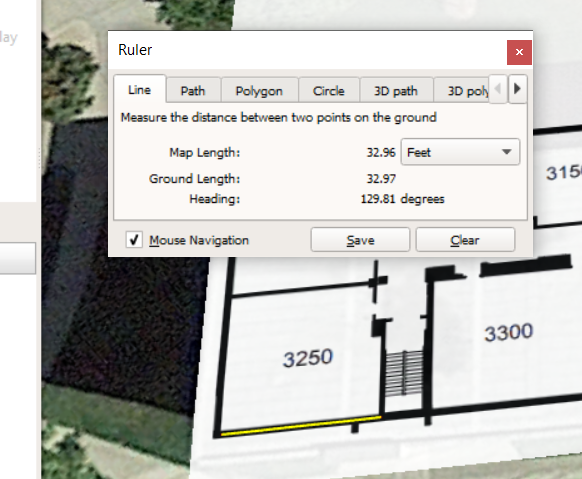 lay
Ruler
Line Path Polygon Circle 3D path 3D poly
Measure the distance between two points on the ground
Map Length: 32.96 Feet
Ground Length: 32.97
Heading: 129.81 degrees
Mouse Navigation Save Clear
3150
3250
3300